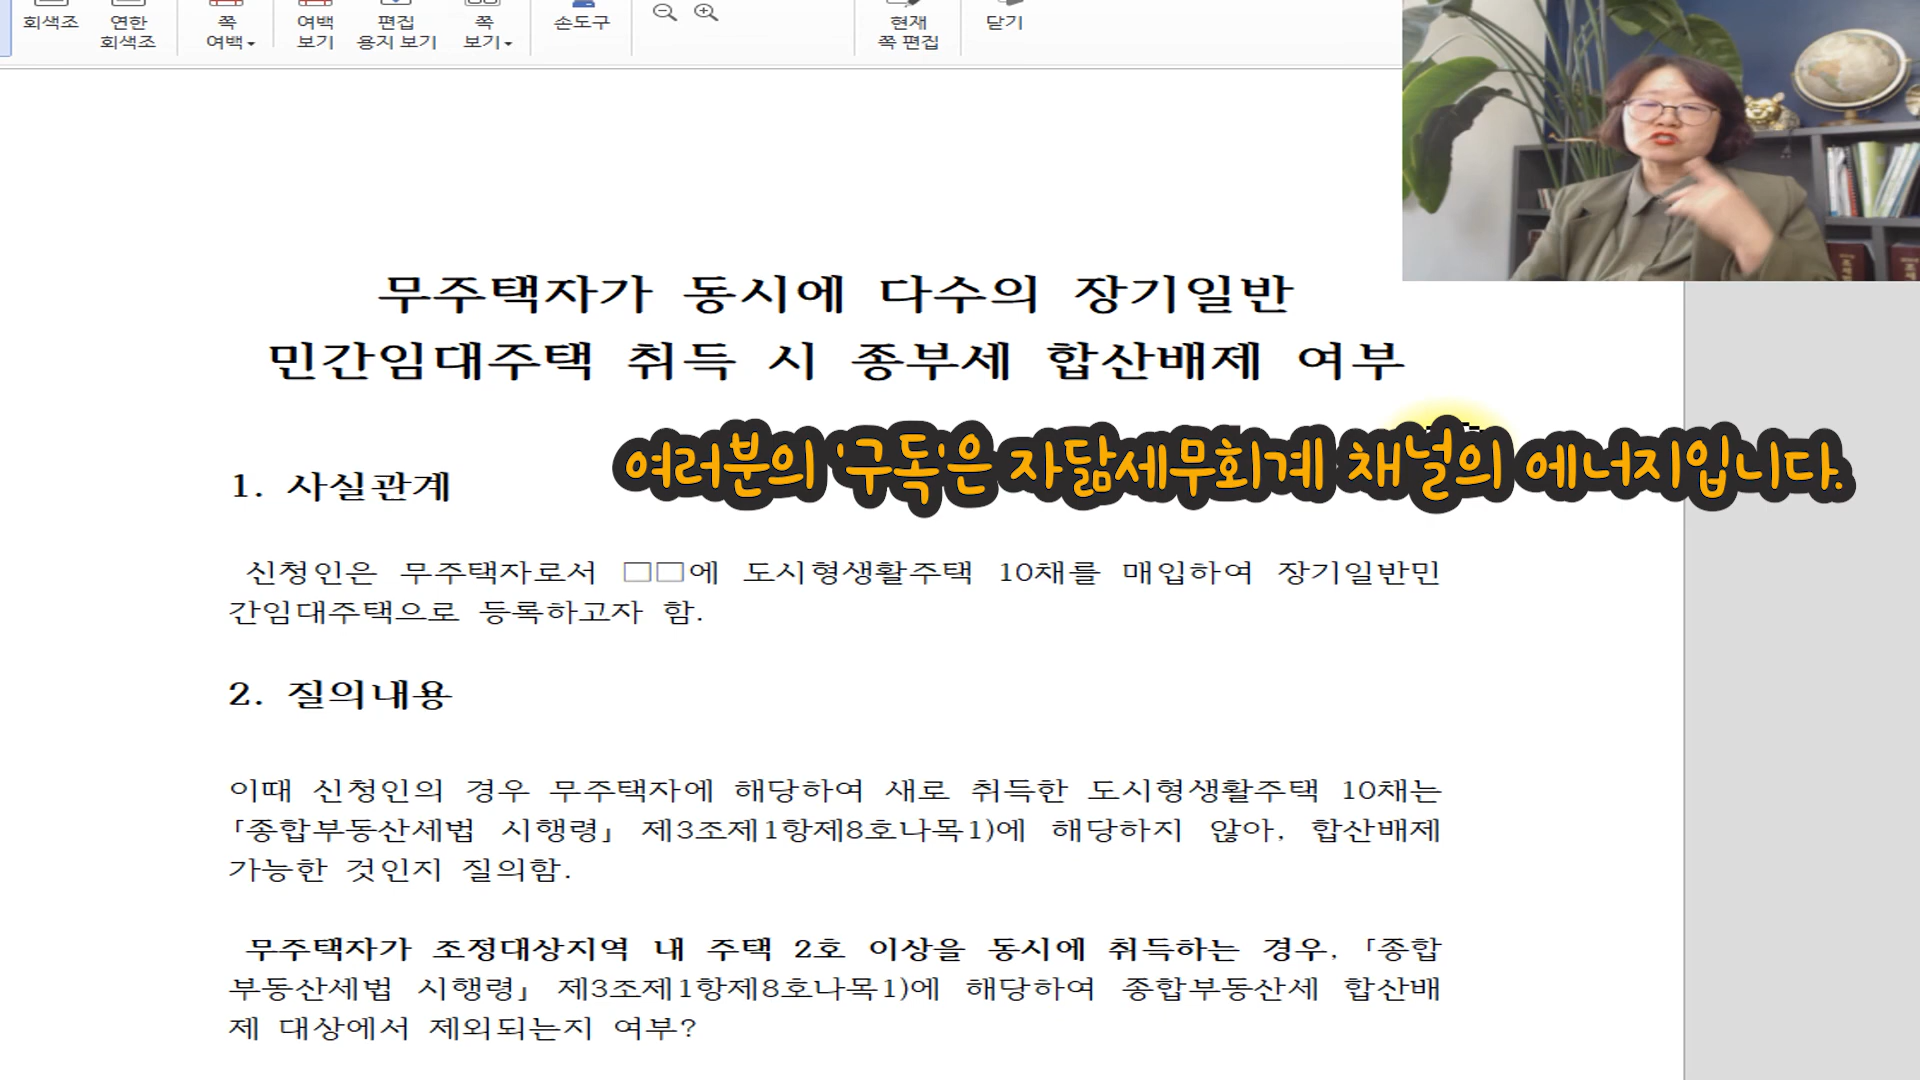 회색조
연한
회색조
쪽
여백
여백
보기
편집
용지 보기
쪽
보기
손도구
현재
쪽 편집
닫기
무주택자가 동시에 다수의 장기일반
민간임대주택 취득 시 종부세 합산배제 여부
여러분의 '구독'은 자닮세무회계 채널의 에너지입니다.
1. 사실관계
신청인은 무주택자로서 □□에 도시형생활주택 10채를 매입하여 장기일반민
간임대주택으로 등록하고자 함.
2. 질의내용
이때 신청인의 경우 무주택자에 해당하여 새로 취득한 도시형생활주택 10채는
「종합부동산세법 시행령」 제3조제1항제8호나목1)에 해당하지 않아, 합산배제
가능한 것인지 질의함.
무주택자가 조정대상지역 내 주택 2호 이상을 동시에 취득하는 경우, 「종합
부동산세법 시행령」 제3조제1항제8호나목1)에 해당하여 종합부동산세 합산배
제 대상에서 제외되는지 여부?